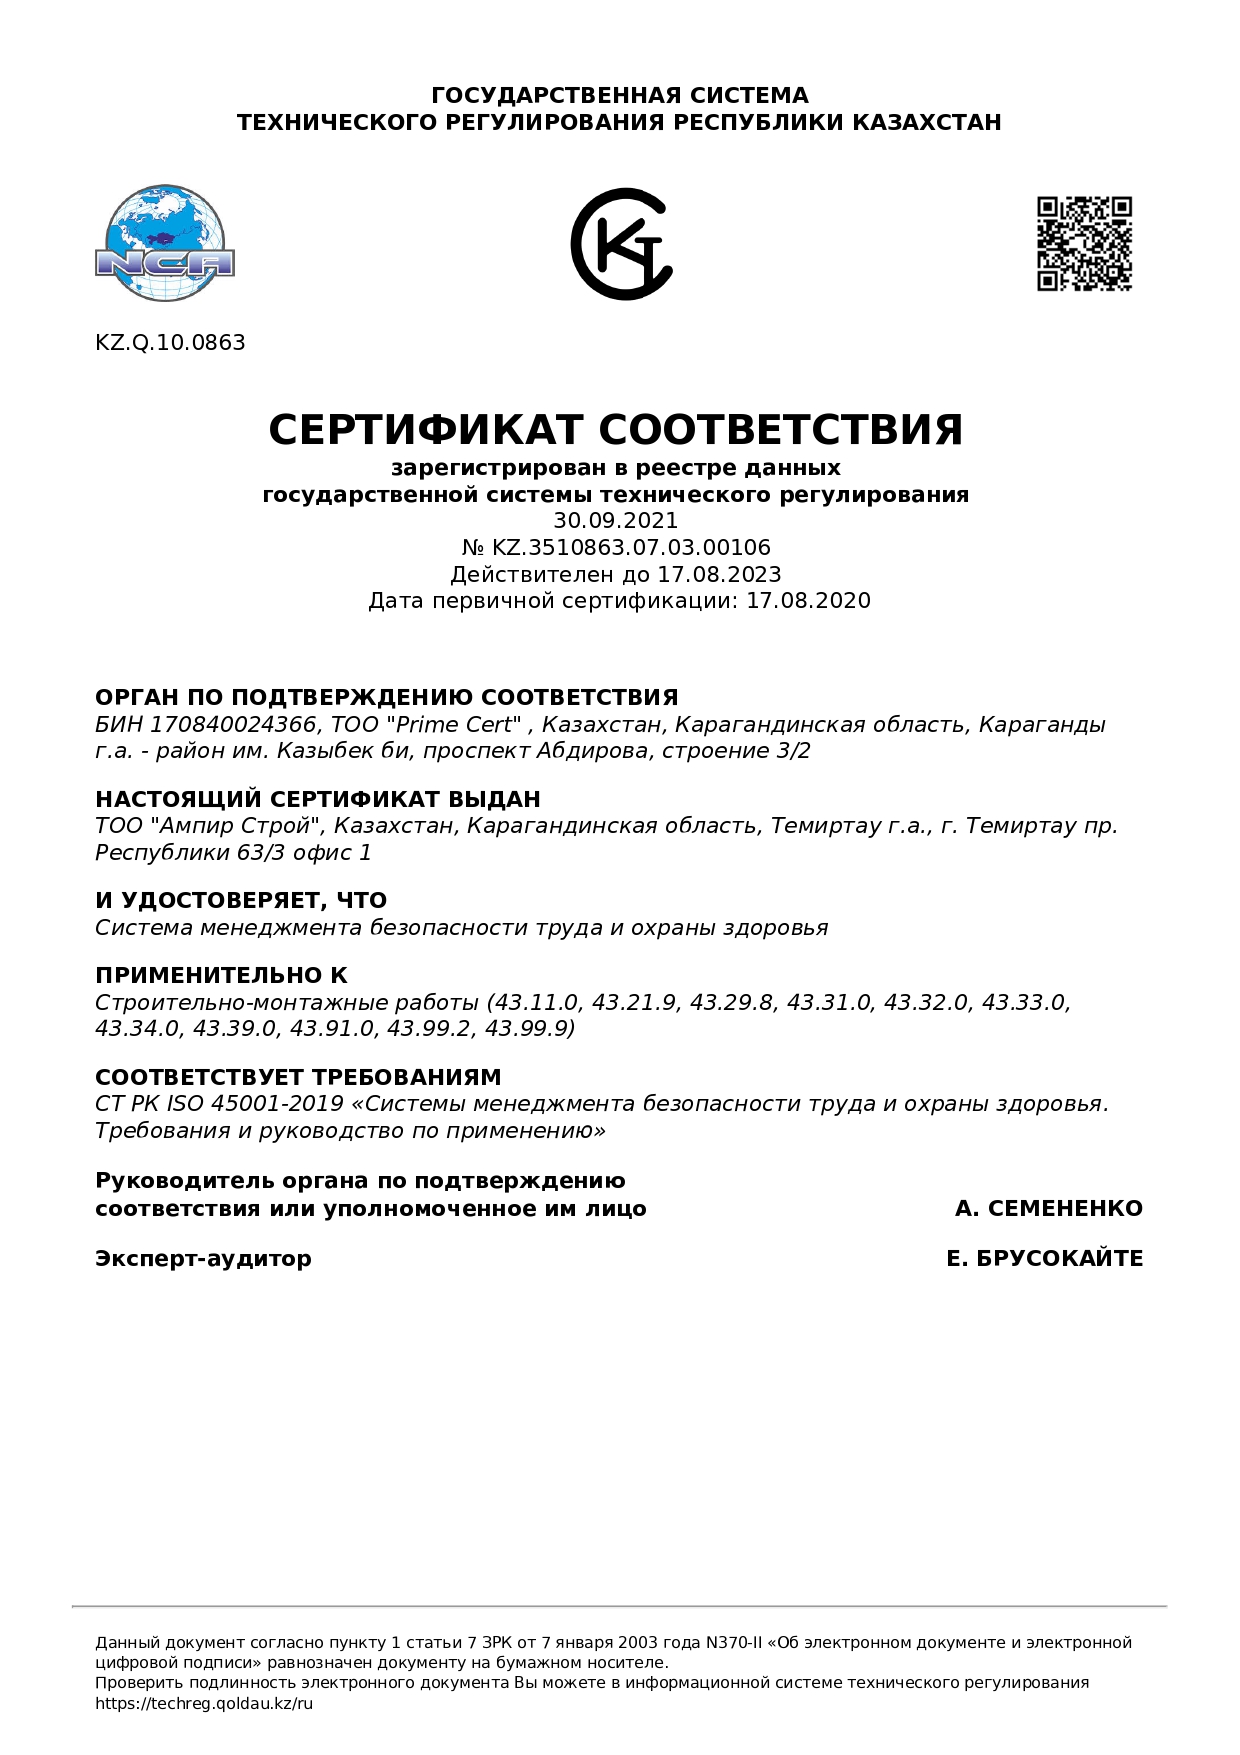 ГОСУДАРСТВЕННАЯ СИСТЕМА
ТЕХНИЧЕСКОГО РЕГУЛИРОВАНИЯ РЕСПУБЛИКИ КАЗАХСТАН
NCA
КТ
KZ.Q.10.0863
СЕРТИФИКАТ СООТВЕТСТВИЯ
зарегистрирован в реестре данных
государственной системы технического регулирования
30.09.2021
№ KZ.3510863.07.03.00106
Действителен до 17.08.2023
Дата первичной сертификации: 17.08.2020
ОРГАН ПО ПОДТВЕРЖДЕНИЮ СООТВЕТСТВИЯ
БИН 170840024366, ТОО "Prime Cert" , Казахстан, Карагандинская область, Караганды
г.а. - район им. Казыбек би, проспект Абдирова, строение 3/2
НАСТОЯЩИЙ СЕРТИФИКАТ ВЫДАН
ТОО "Ампир Строй", Казахстан, Карагандинская область, Темиртау г.а., г. Темиртау пр.
Республики 63/3 офис 1
И УДОСТОВЕРЯЕТ, ЧТО
Система менеджмента безопасности труда и охраны здоровья
ПРИМЕНИТЕЛЬНО К
Строительно-монтажные работы (43.11.0, 43.21.9, 43.29.8, 43.31.0, 43.32.0, 43.33.0,
43.34.0, 43.39.0, 43.91.0, 43.99.2, 43.99.9)
СООТВЕТСТВУЕТ ТРЕБОВАНИЯМ
СТ РК ISO 45001-2019 «Системы менеджмента безопасности труда и охраны здоровья.
Требования и руководство по применению»
Руководитель органа по подтверждению
соответствия или уполномоченное им лицо А. СЕМЕНЕНКО
Эксперт-аудитор Е. БРУСОКАЙТЕ
Данный документ согласно пункту 1 статьи 7 ЗРК от 7 января 2003 года N370-II «Об электронном документе и электронной
цифровой подписи» равнозначен документу на бумажном носителе.
Проверить подлинность электронного документа Вы можете в информационной системе технического регулирования
https://techreg.qoldau.kz/ru